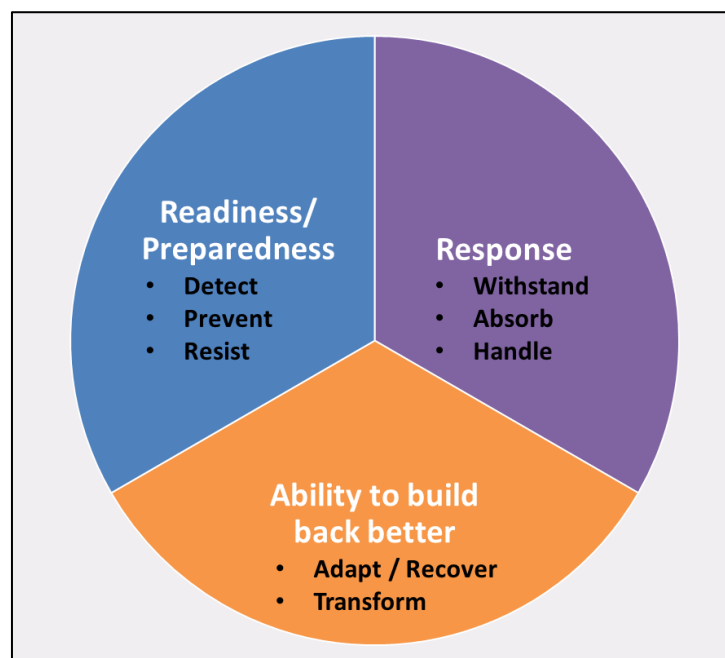 Readiness/
Preparedness
• Detect
• Prevent
• Resist
Response
• Withstand
• Absorb
• Handle
Ability to build
back better
• Adapt / Recover
• Transform